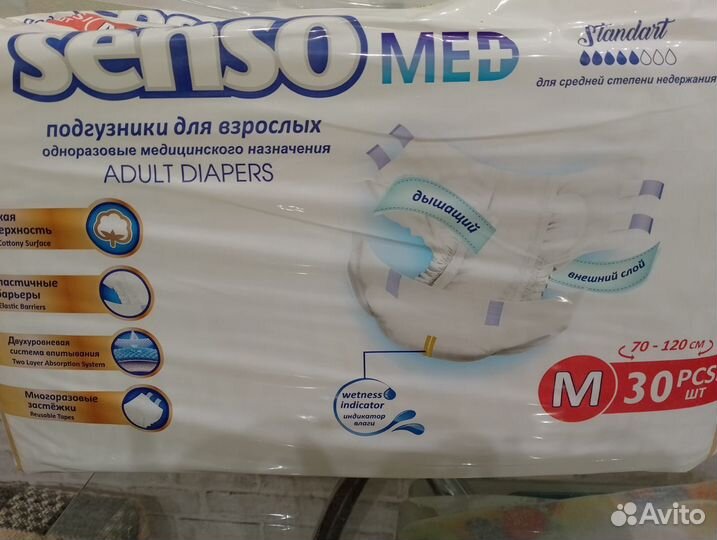 senso MED
Standart
для средней степени недержания
подгузники для взрослых
одноразовые медицинского назначения
ADULT DIAPERS
Cottony Surface
барьеры
Elastic Barriers
Двухуровневая
система впитывания
Two Layer Absorption System
Многоразовые
застёжки
Reusable Tapes
дышащий
внешний слой
wetness
indicator
индикатор
влаги
70 - 120 см
M 30 PCS
ШТ
Avito